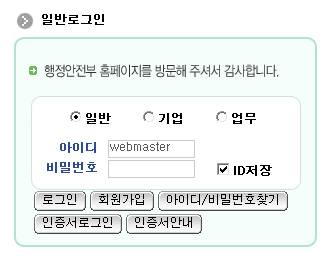 일반로그인
행정안전부 홈페이지를 방문해 주셔서 감사합니다.
일반 기업 업무
아이디 webmaster
비밀번호 ID저장
로그인 회원가입 아이디/비밀번호찾기
인증서로그인 인증서안내